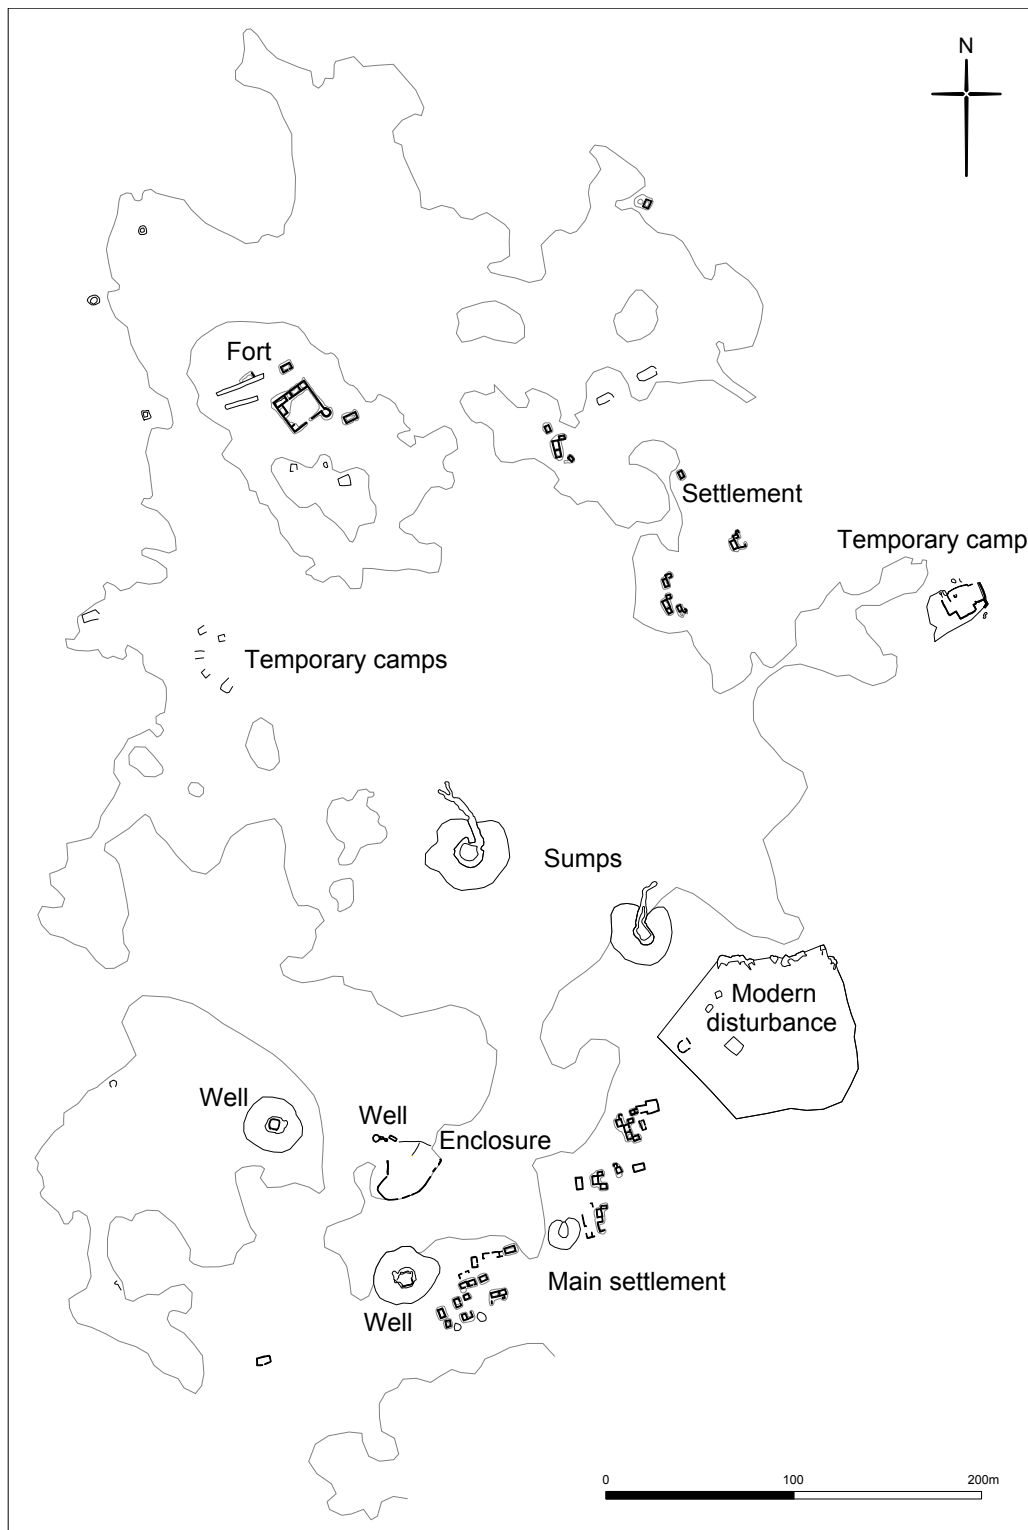 N
Fort
Settlement
Temporary camp
Temporary camps
Sumps
Modern
disturbance
Well
Well
Enclosure
Main settlement
Well
0 100 200m